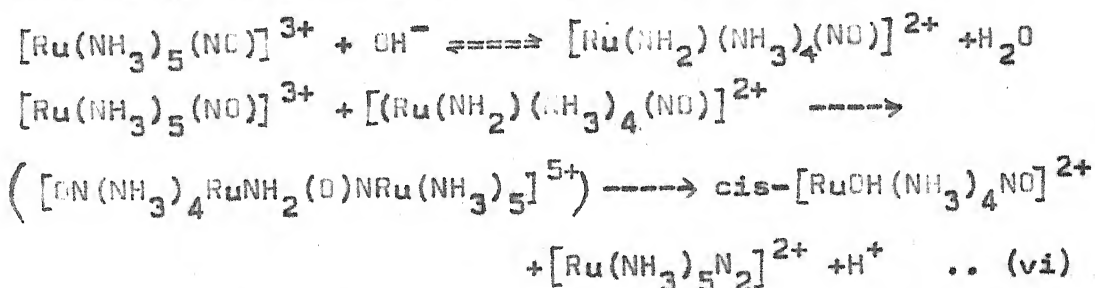 [Ru(NH₃)₅(NO)]³⁺ + OH⁻ <====> [Ru(NH₂)(NH₃)₄(NO)]²⁺ +H₂O
[Ru(NH₃)₅(NO)]³⁺ + [(Ru(NH₂)(NH₃)₄(NO)]²⁺ ---->
([ON(NH₃)₄RuNH₂(O)NRu(NH₃)₅]⁵⁺) ----> cis-[RuOH(NH₃)₄NO]²⁺
+[Ru(NH₃)₅N₂]²⁺ +H⁺ .. (vi)